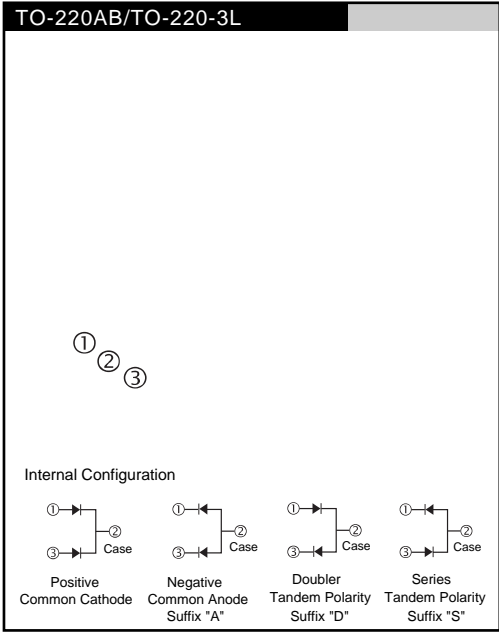 TO-220AB/TO-220-3L
①
②
③
Internal Configuration
① ② ③ Case
① ② ③ Case
① ② ③ Case
① ② ③ Case
Positive
Common Cathode
Negative
Common Anode
Suffix "A"
Doubler
Tandem Polarity
Suffix "D"
Series
Tandem Polarity
Suffix "S"